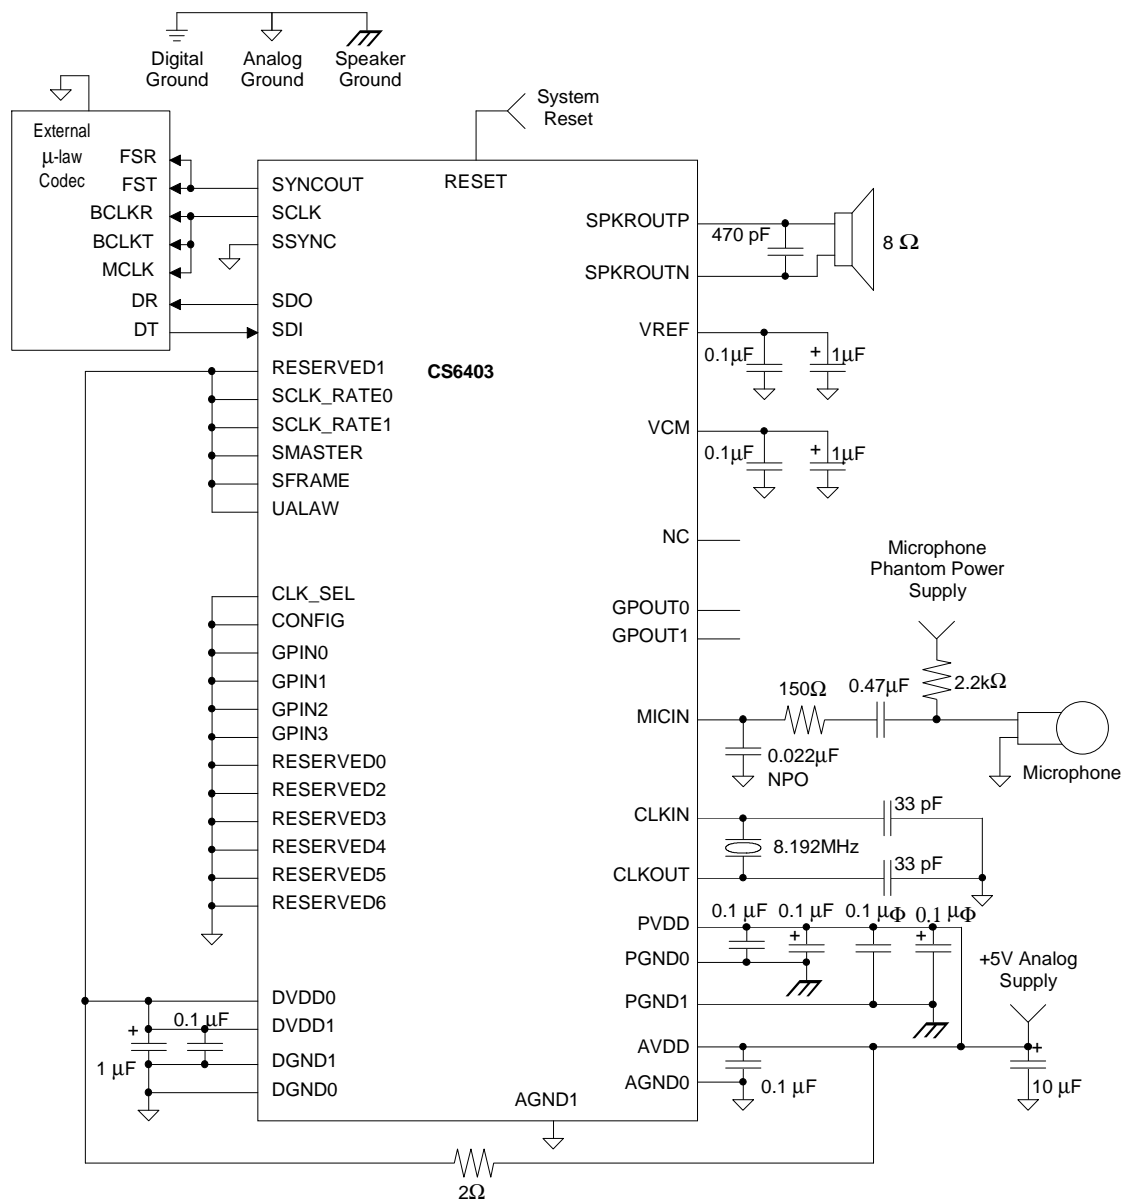 Digital
Ground
Analog
Ground
Speaker
Ground
System
Reset
External
μ-law
Codec
FSR
FST
BCLKR
BCLKT
MCLK
DR
DT
SYNCOUT
SCLK
SSYNC
SDO
SDI
RESERVED1
SCLK_RATE0
SCLK_RATE1
SMASTER
SFRAME
UALAW
CLK_SEL
CONFIG
GPIN0
GPIN1
GPIN2
GPIN3
RESERVED0
RESERVED2
RESERVED3
RESERVED4
RESERVED5
RESERVED6
DVDD0
DVDD1
DGND1
DGND0
+
0.1 μF
1 μF
RESET
CS6403
AGND1
2Ω
SPKROUTP
470 pF
8 Ω
SPKROUTN
VREF
0.1μF
+
1μF
VCM
0.1μF
+
1μF
NC
GPOUT0
GPOUT1
Microphone
Phantom Power
Supply
2.2kΩ
MICIN
150Ω
0.47μF
0.022μF
NPO
Microphone
CLKIN
33 pF
8.192MHz
CLKOUT
33 pF
PVDD
0.1 μF
0.1 μF
0.1 μΦ
0.1 μΦ
+
+
PGND0
PGND1
+5V Analog
Supply
AVDD
+
AGND0
0.1 μF
10 μF